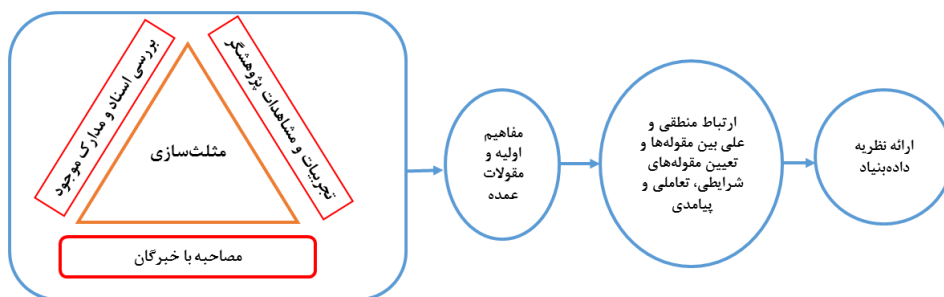 بررسی اسناد و مدارک موجود
تجربیات و مشاهدات پژوهشگر
مثلث‌سازی
مصاحبه با خبرگان
مفاهیم
اولیه و
مقولات
عمده
ارتباط منطقی و
علی بین مقوله‌ها و
تعیین مقوله‌های
شرایطی، تعاملی و
پیامدی
ارائه نظریه
داده‌بنیاد